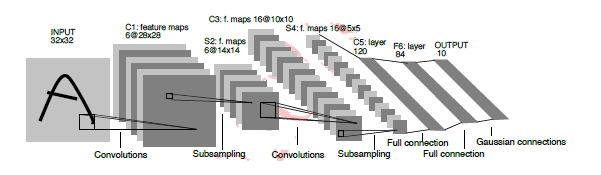 INPUT
32x32
C1: feature maps
6@28x28
S2: f. maps
6@14x14
C3: f. maps 16@10x10
S4: f. maps 16@5x5
C5: layer
120
F6: layer
84
OUTPUT
10
Convolutions
Subsampling
Convolutions
Subsampling
Full connection
Full connection
Gaussian connections